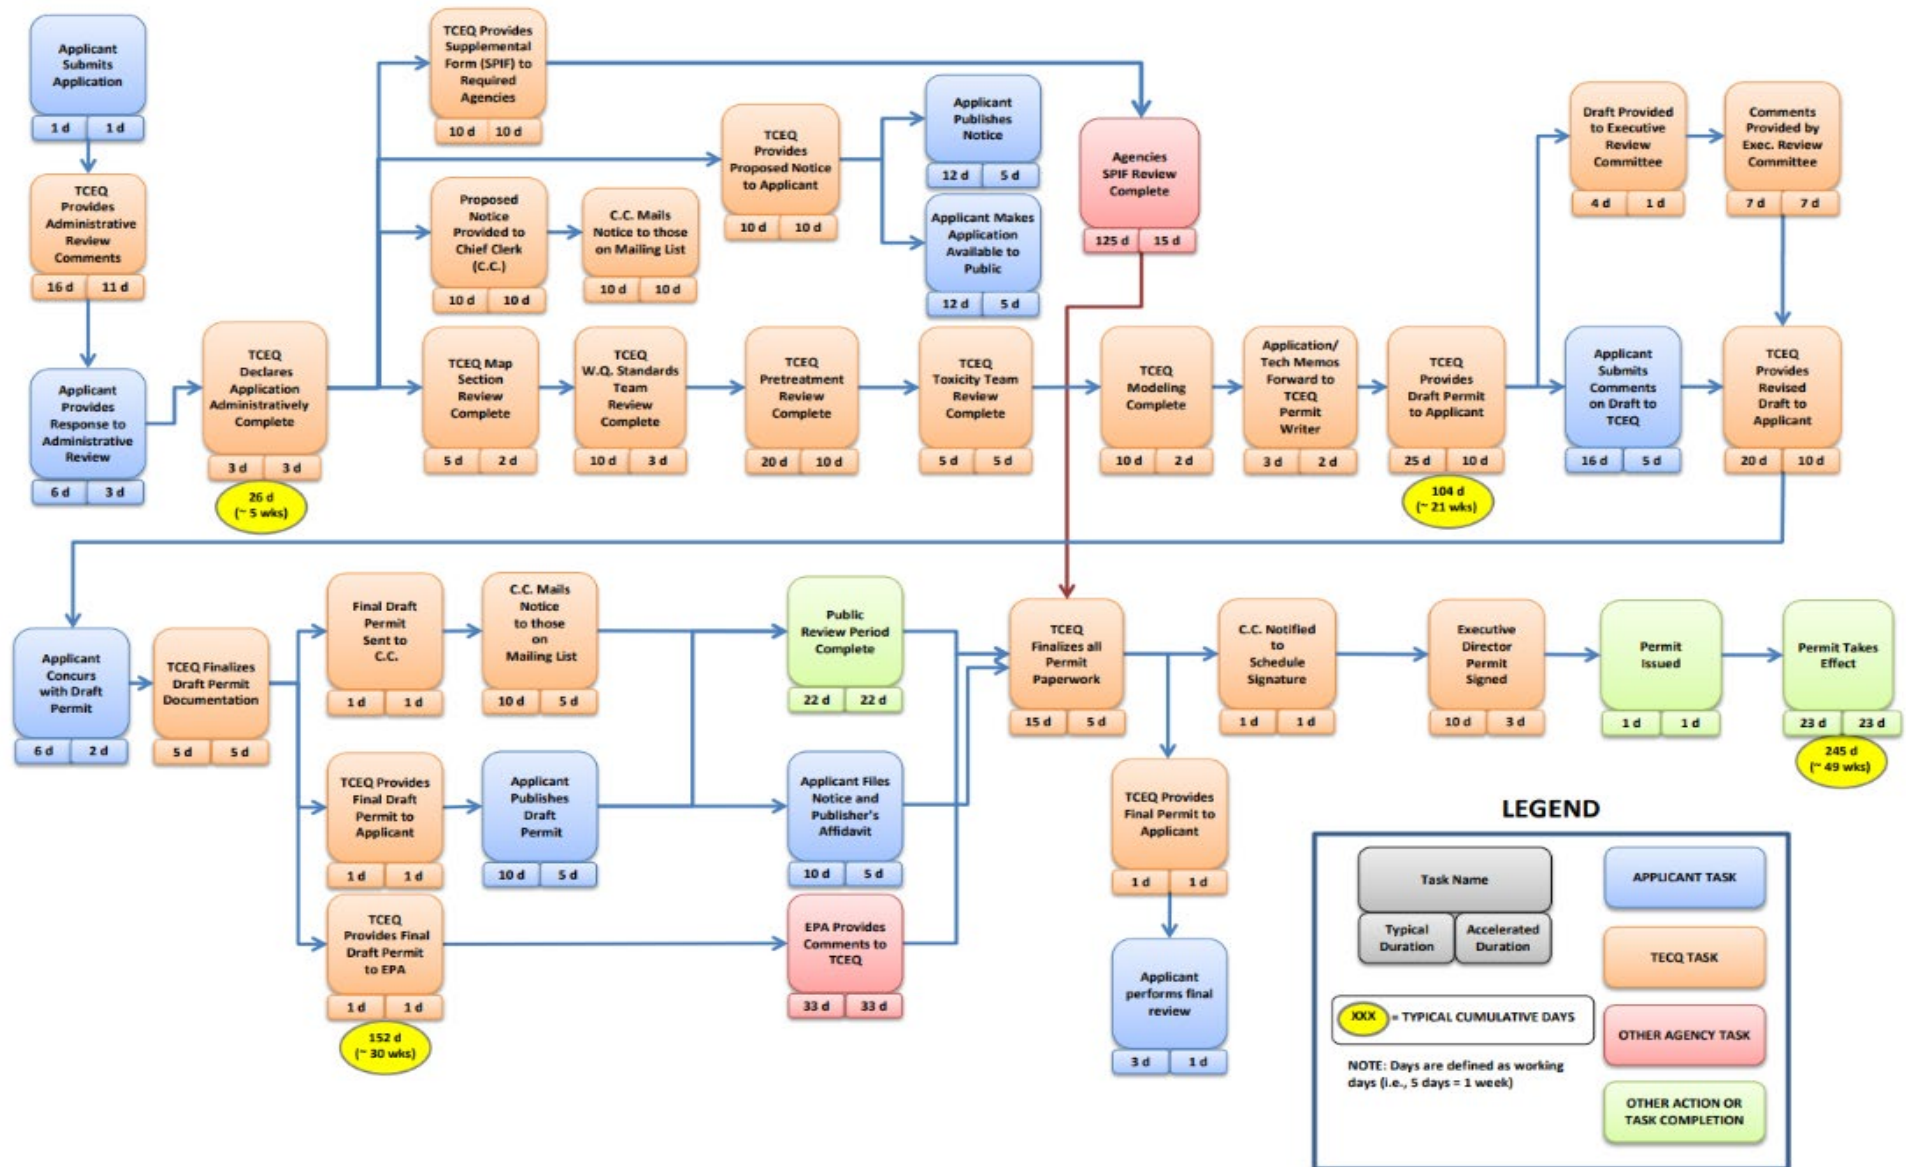 Applicant
Submits
Application
1 d 1 d
TCEQ
Provides
Administrative
Review
Comments
16 d 11 d
Applicant
Provides
Response to
Administrative
Review
6 d 3 d
TCEQ
Declares
Application
Administratively
Complete
3 d 3 d
26 d
(~ 5 wks)
TCEQ Provides
Supplemental
Form (SPIF) to
Required
Agencies
10 d 10 d
Proposed
Notice
Provided to
Chief Clerk
(C.C.)
10 d 10 d
C.C. Mails
Notice to those
on Mailing List
10 d 10 d
TCEQ
Provides
Proposed Notice
to Applicant
10 d 10 d
Applicant
Publishes
Notice
12 d 5 d
Applicant Makes
Application
Available to
Public
12 d 5 d
Agencies
SPIF Review
Complete
125 d 15 d
TCEQ Map
Section
Review
Complete
5 d 2 d
TCEQ
W.Q. Standards
Team
Review
Complete
10 d 3 d
TCEQ
Pretreatment
Review
Complete
20 d 10 d
TCEQ
Toxicity Team
Review
Complete
5 d 5 d
TCEQ
Modeling
Complete
10 d 2 d
Application/
Tech Memos
Forward to
TCEQ
Permit
Writer
3 d 2 d
TCEQ
Provides
Draft Permit
to Applicant
25 d 10 d
104 d
(~ 21 wks)
Draft Provided
to Executive
Review
Committee
4 d 1 d
Comments
Provided by
Exec. Review
Committee
7 d 7 d
Applicant
Submits
Comments
on Draft to
TCEQ
16 d 5 d
TCEQ
Provides
Revised
Draft to
Applicant
20 d 10 d
Applicant
Concurs
with Draft
Permit
6 d 2 d
TCEQ Finalizes
Draft Permit
Documentation
5 d 5 d
Final Draft
Permit
Sent to
C.C.
1 d 1 d
C.C. Mails
Notice
to those
on
Mailing List
10 d 5 d
TCEQ Provides
Final Draft
Permit to
Applicant
1 d 1 d
Applicant
Publishes
Draft
Permit
10 d 5 d
TCEQ
Provides Final
Draft Permit
to EPA
1 d 1 d
152 d
(~ 30 wks)
Public
Review Period
Complete
22 d 22 d
Applicant Files
Notice and
Publisher's
Affidavit
10 d 5 d
EPA Provides
Comments to
TCEQ
33 d 33 d
TCEQ
Finalizes all
Permit
Paperwork
15 d 5 d
C.C. Notified
to
Schedule
Signature
1 d 1 d
Executive
Director
Permit
Signed
10 d 3 d
Permit
Issued
1 d 1 d
Permit Takes
Effect
23 d 23 d
245 d
(~ 49 wks)
TCEQ Provides
Final Permit to
Applicant
1 d 1 d
Applicant
performs final
review
3 d 1 d
LEGEND
Task Name
Typical
Duration
Accelerated
Duration
XXX = TYPICAL CUMULATIVE DAYS
NOTE: Days are defined as working
days (i.e., 5 days = 1 week)
APPLICANT TASK
TECQ TASK
OTHER AGENCY TASK
OTHER ACTION OR
TASK COMPLETION